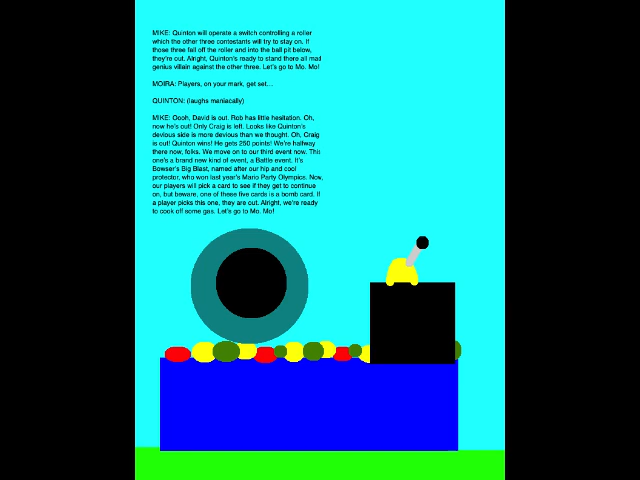 MIKE: Quinton will operate a switch controlling a roller
which the other three contestants will try to stay on. If
those three fall off the roller and into the ball pit below,
they're out. Alright, Quinton's ready to stand there all mad
genius villain against the other three. Let's go to Mo. Mo!
MOIRA: Players, on your mark, get set...
QUINTON: (laughs maniacally)
MIKE: Oooh, David is out. Rob has little hesitation. Oh,
now he's out! Only Craig is left. Looks like Quinton's
devious side is more devious than we thought. Oh, Craig
is out! Quinton wins! He gets 250 points! We're halfway
there now, folks. We move on to our third event now. This
one's a brand new kind of event, a Battle event. It's
Bowser's Big Blast, named after our hip and cool
protector, who won last year's Mario Party Olympics. Now,
our players will pick a card to see if they get to continue
on, but beware, one of these five cards is a bomb card. If
a player picks this one, they are out. Alright, we're ready
to cook off some gas. Let's go to Mo. Mo!